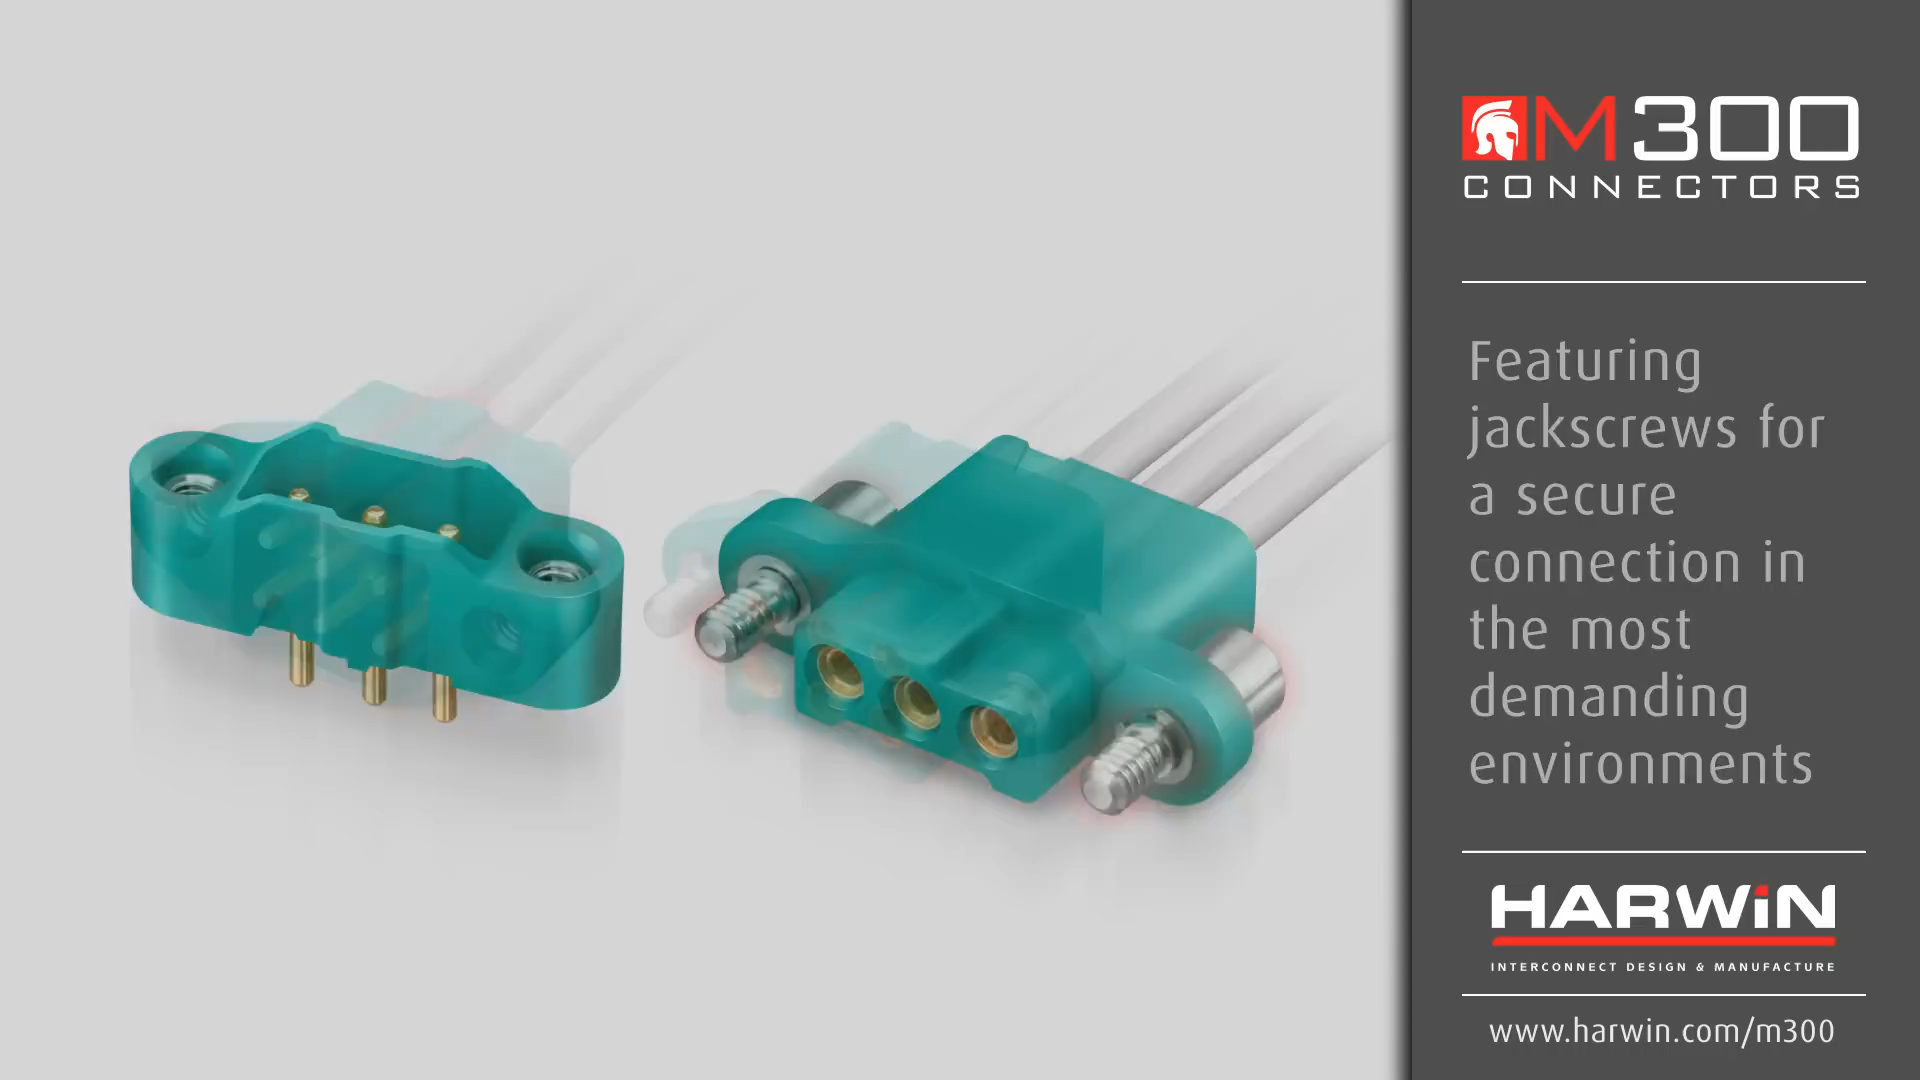 M300
CONNECTORS
Featuring
jackscrews for
a secure
connection in
the most
demanding
environments
HARWiN
INTERCONNECT DESIGN & MANUFACTURE
www.harwin.com/m300